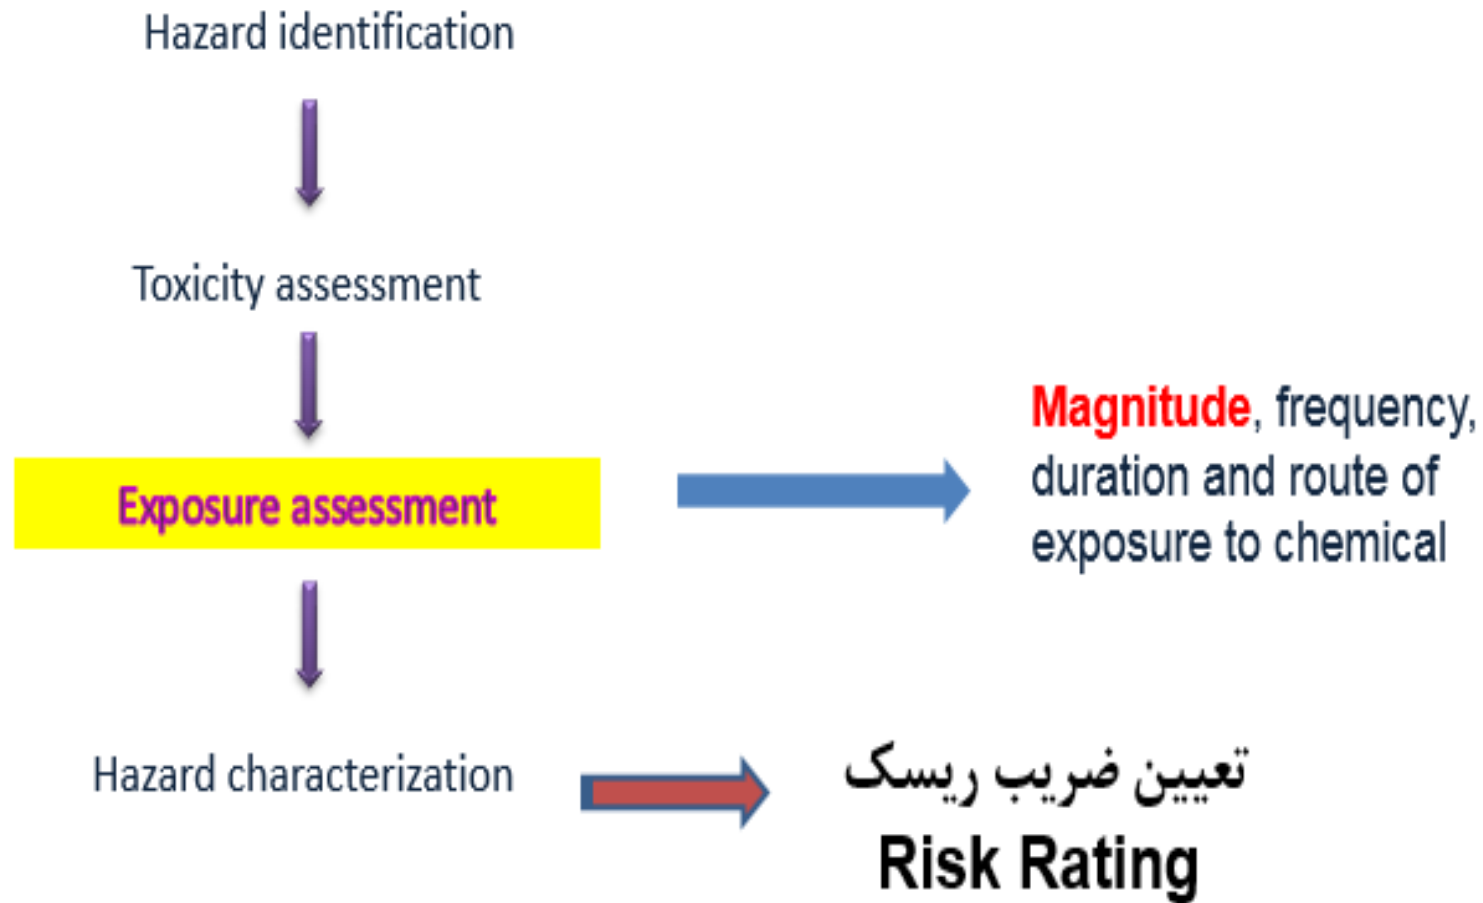 Hazard identification
Toxicity assessment
Exposure assessment
Magnitude, frequency,
duration and route of
exposure to chemical
Hazard characterization
تعیین ضریب ریسک
Risk Rating